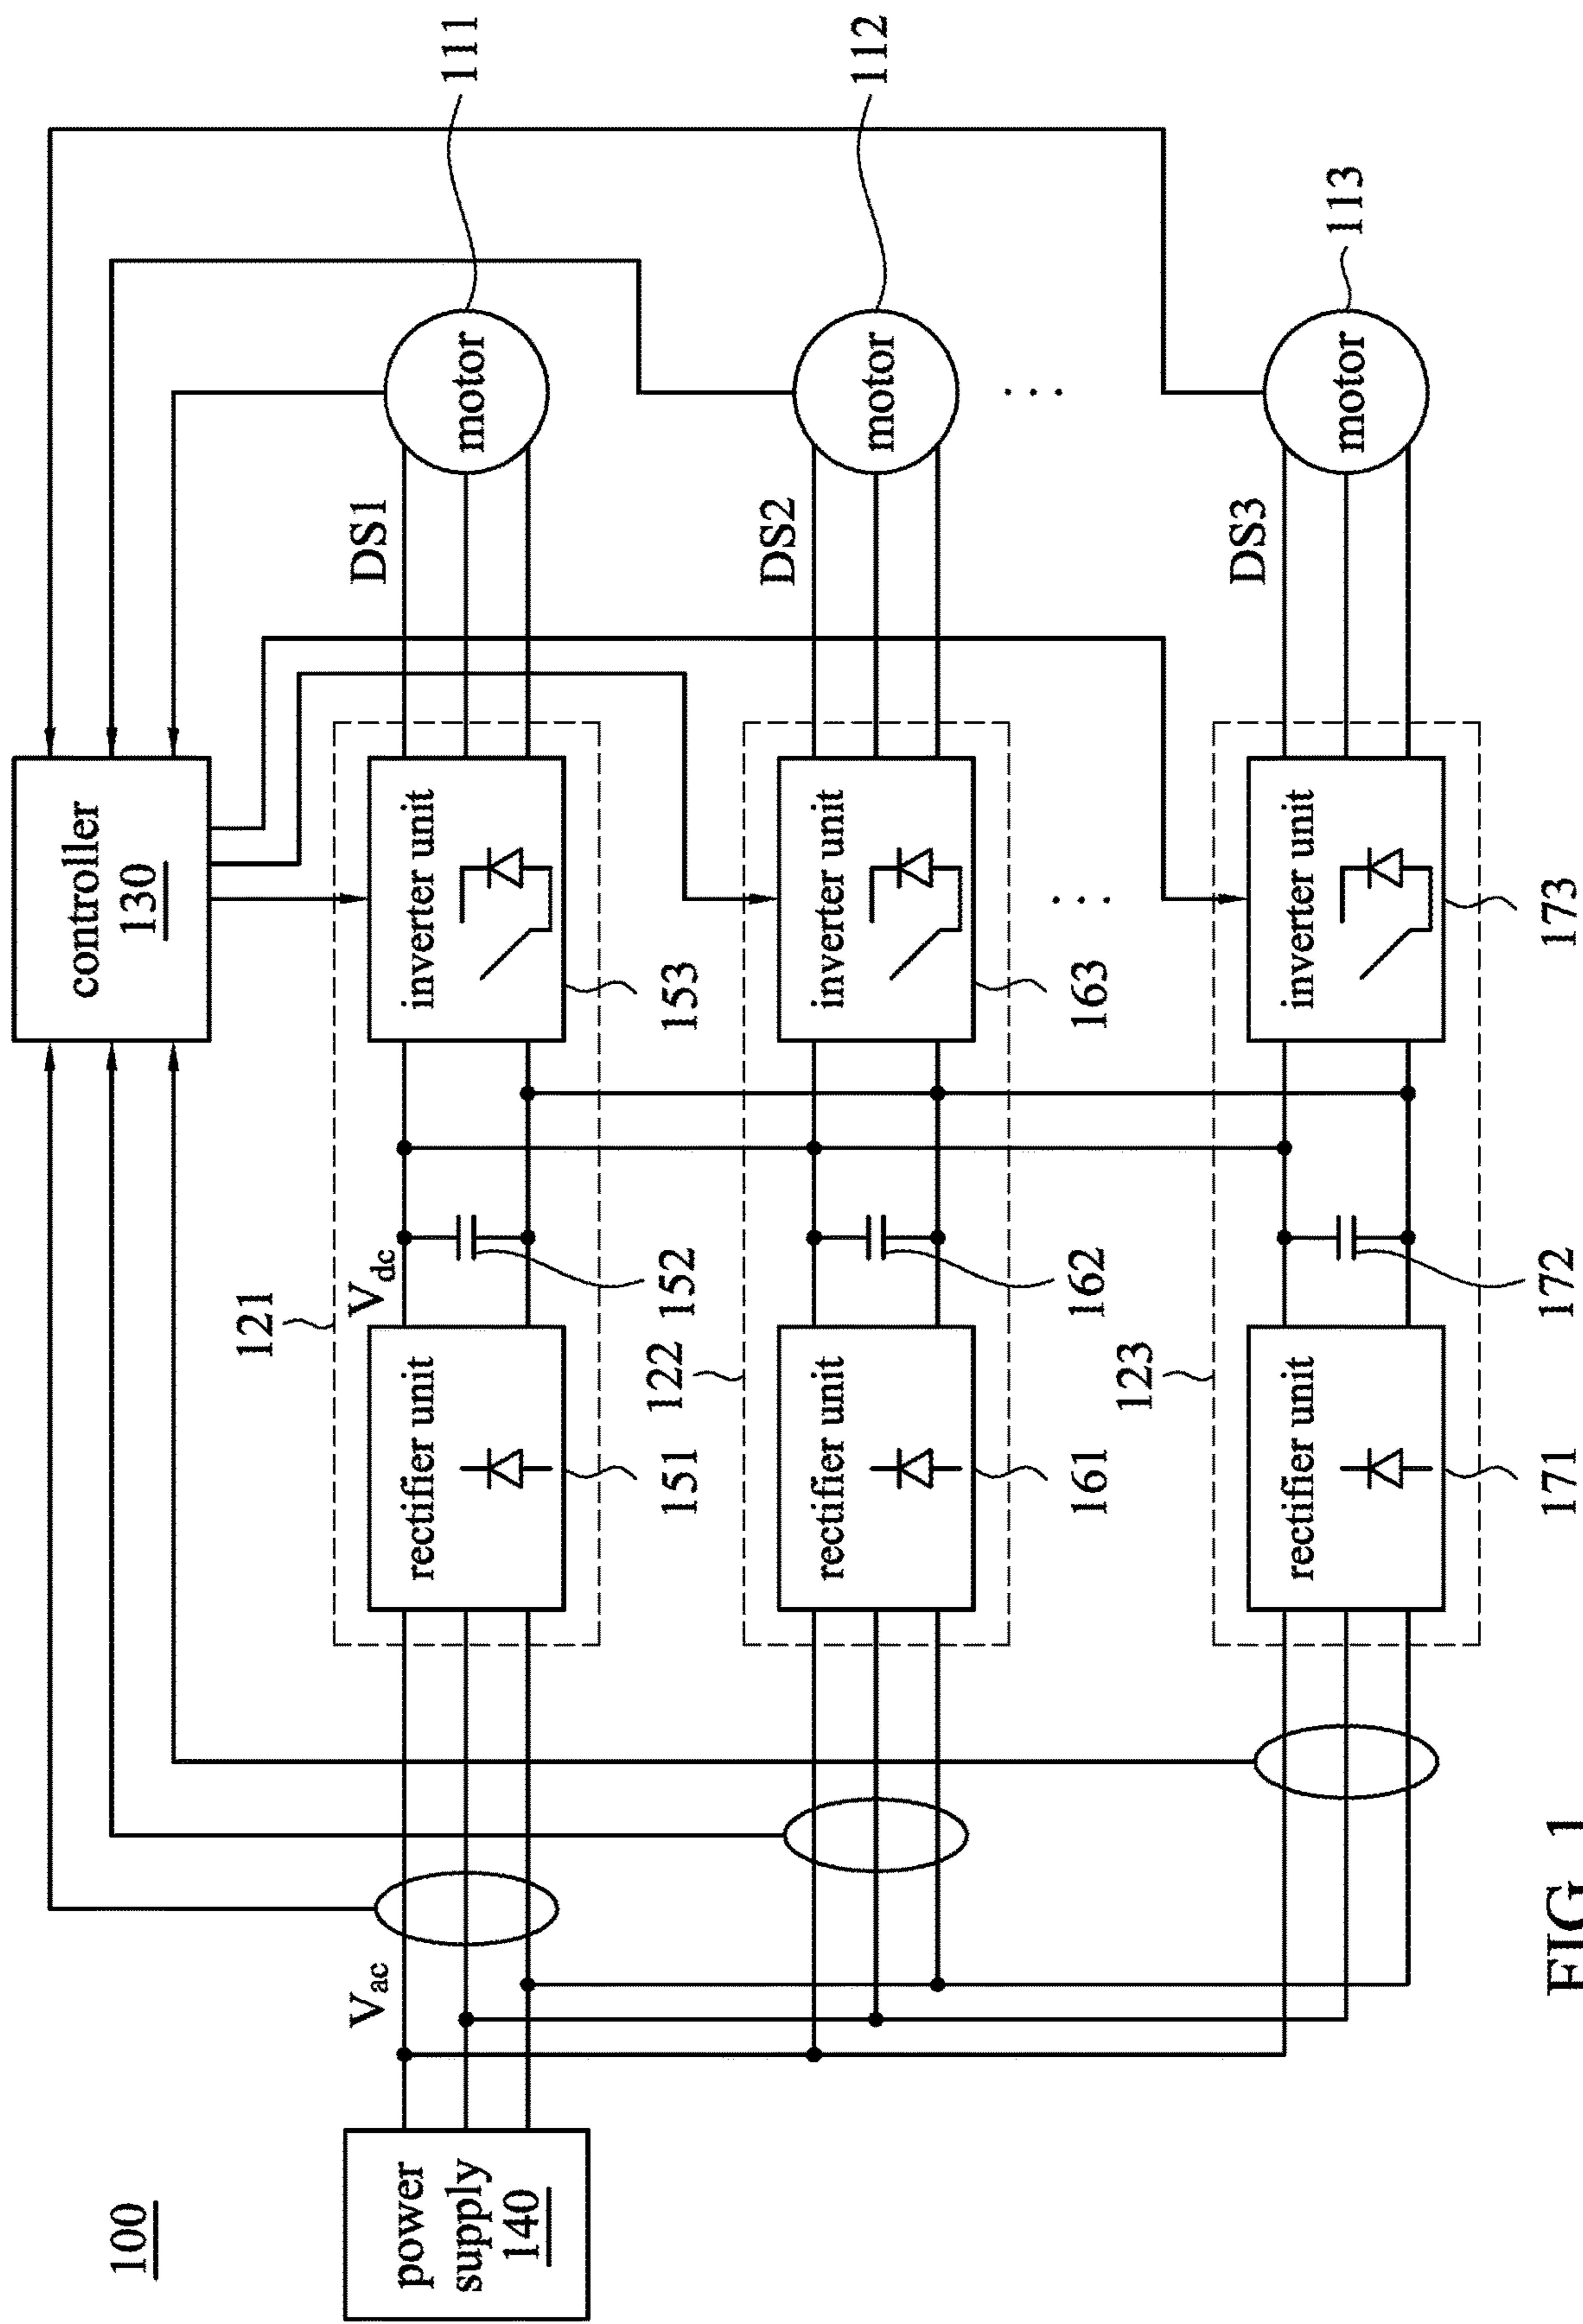 100
controller
130
111
112
113
power
supply
140
Vac
121
Vdc
rectifier unit
151
152
inverter unit
153
DS1
motor
122
rectifier unit
161
162
inverter unit
163
DS2
motor
. . .
. . .
123
rectifier unit
171
172
inverter unit
173
DS3
motor
FIG. 1